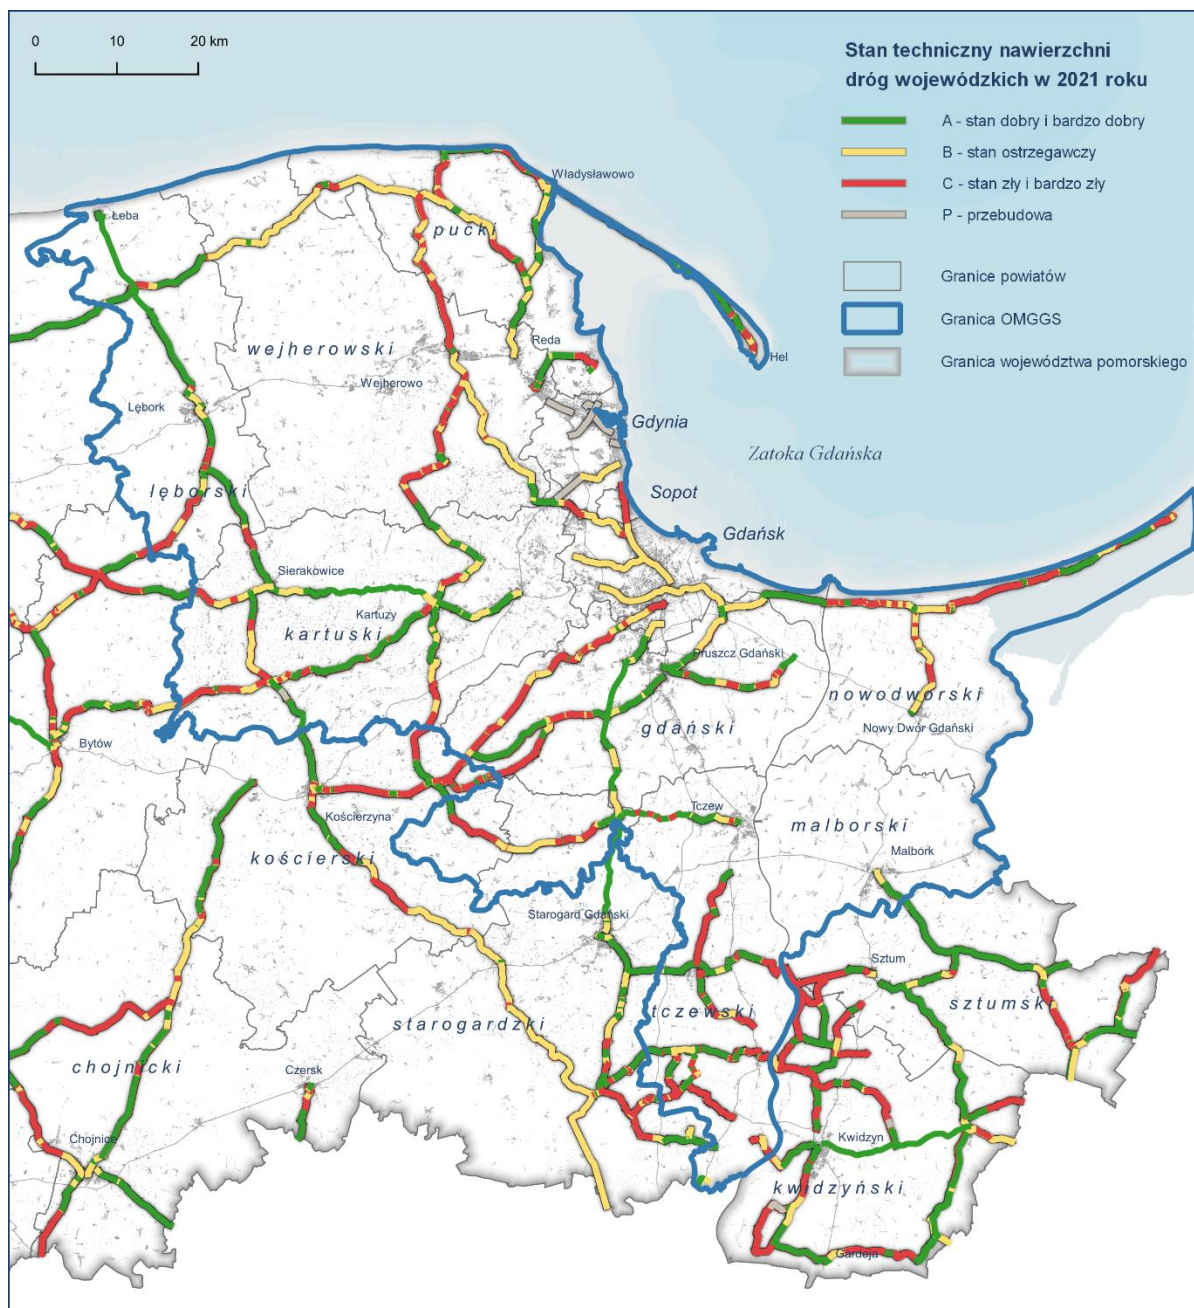 0 10 20 km
Stan techniczny nawierzchni
dróg wojewódzkich w 2021 roku
A - stan dobry i bardzo dobry
B - stan ostrzegawczy
C - stan zły i bardzo zły
P - przebudowa
Granice powiatów
Granica OMGGS
Granica województwa pomorskiego
Władysławowo
Łeba
pucki
Reda
wejherowski
Hel
Wejherowo
Lębork
Gdynia
Zatoka Gdańska
lęborski
Sopot
Gdańsk
Sierakowice
Kartuzy
kartuski
Pruszcz Gdański
nowodworski
gdański
Nowy Dwór Gdański
Bytów
Kościerzyna
Tczew
malborski
Malbork
kościerski
Starogard Gdański
Sztum
sztumski
tczewski
starogardzki
chojnicki
Czersk
Chojnice
Kwidzyn
kwidzyński
Gardeja